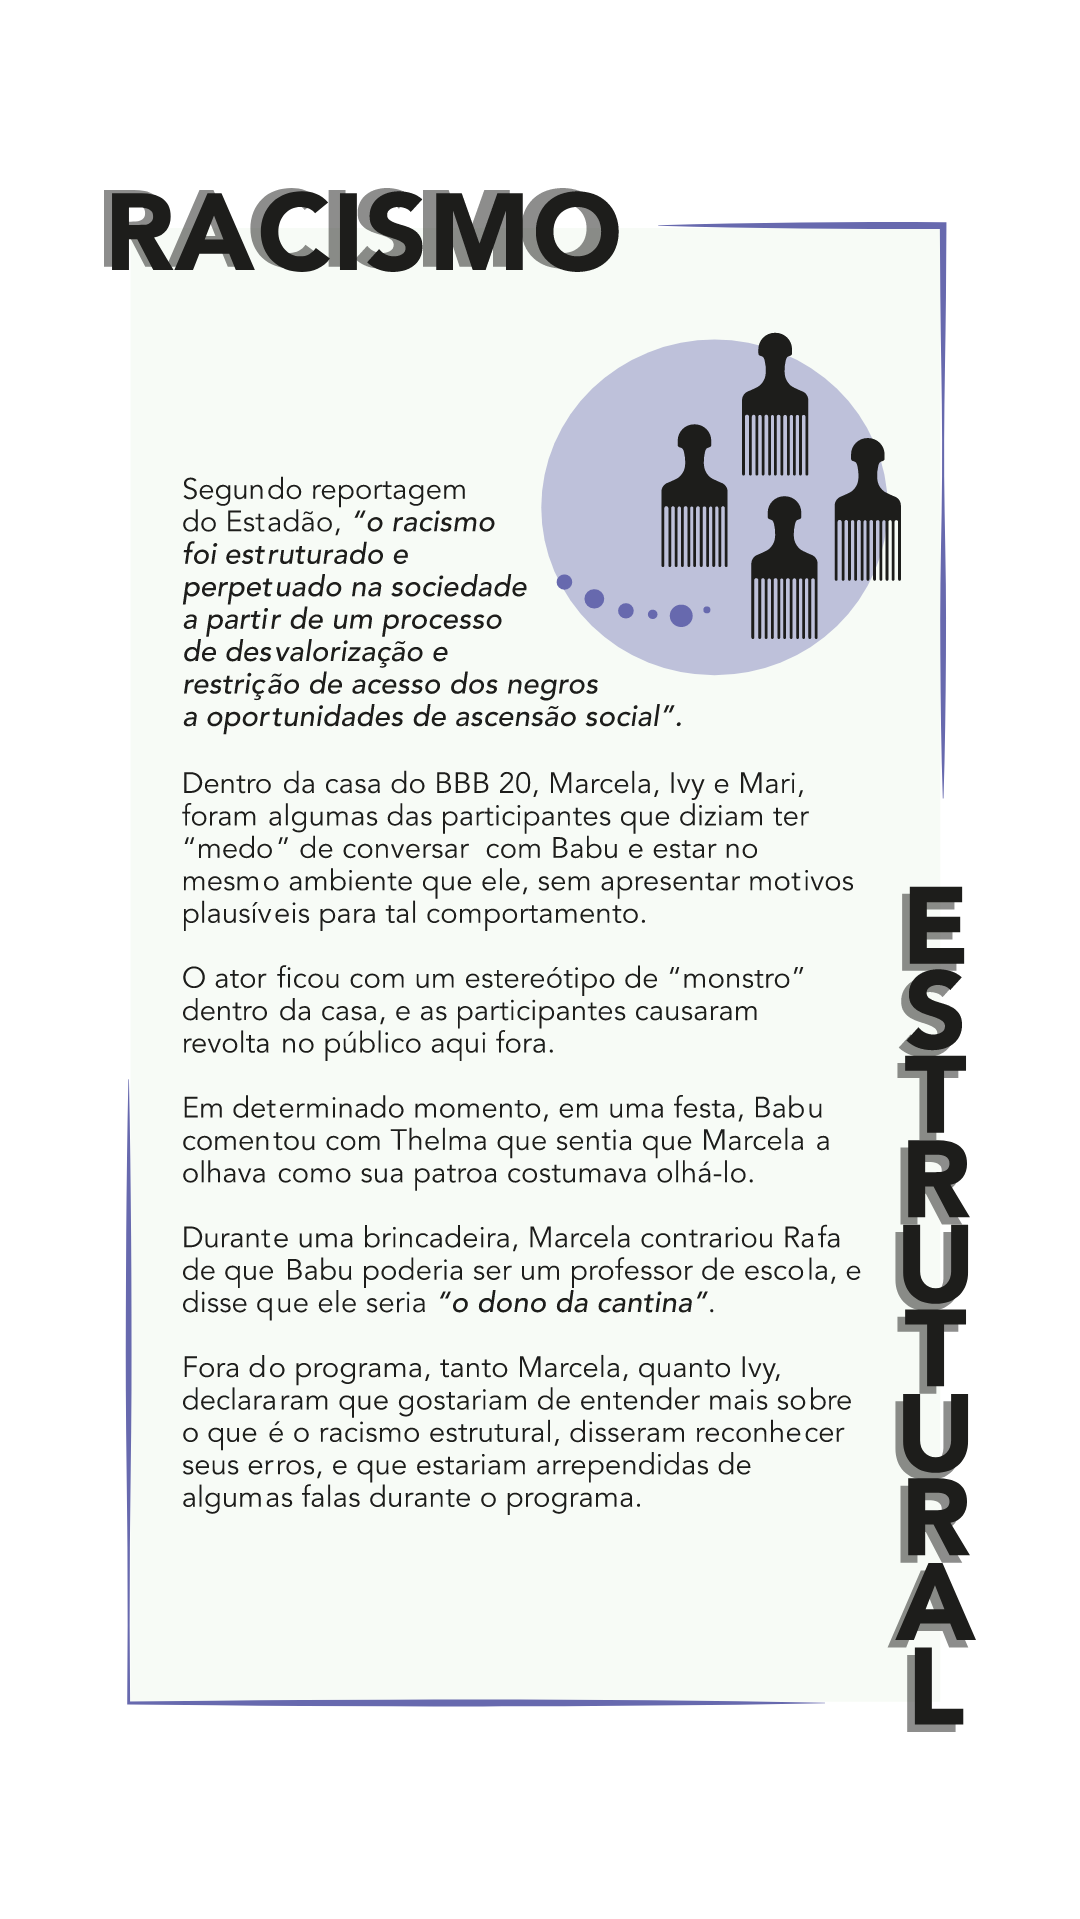 RACISMO
Segundo reportagem
do Estadão, “o racismo
foi estruturado e
perpetuado na sociedade
a partir de um processo
de desvalorização e
restrição de acesso dos negros
a oportunidades de ascensão social”.
Dentro da casa do BBB 20, Marcela, Ivy e Mari,
foram algumas das participantes que diziam ter
“medo” de conversar com Babu e estar no
mesmo ambiente que ele, sem apresentar motivos
plausíveis para tal comportamento.
O ator ficou com um estereótipo de “monstro”
dentro da casa, e as participantes causaram
revolta no público aqui fora.
Em determinado momento, em uma festa, Babu
comentou com Thelma que sentia que Marcela a
olhava como sua patroa costumava olhá-lo.
Durante uma brincadeira, Marcela contrariou Rafa
de que Babu poderia ser um professor de escola, e
disse que ele seria “o dono da cantina”.
Fora do programa, tanto Marcela, quanto Ivy,
declararam que gostariam de entender mais sobre
o que é o racismo estrutural, disseram reconhecer
seus erros, e que estariam arrependidas de
algumas falas durante o programa.
ESTRUTURAL